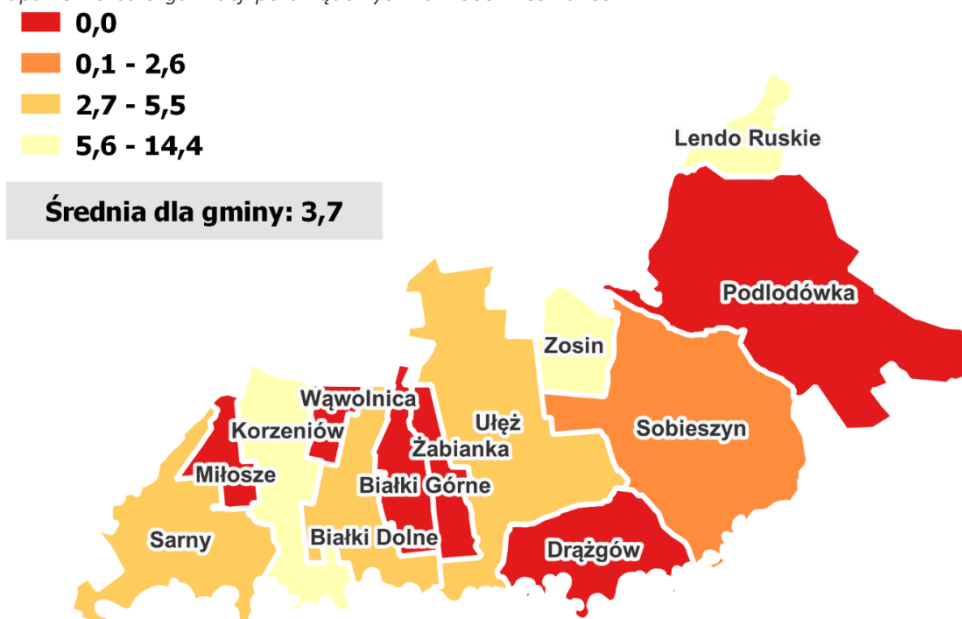 0,0
0,1 - 2,6
2,7 - 5,5
5,6 - 14,4
Średnia dla gminy: 3,7
Lendo Ruskie
Podlodówka
Zosin
Wąwolnica
Korzeniów
Ułęż
Sobieszyn
Żabianka
Miłosze
Białki Górne
Sarny
Białki Dolne
Drążgów